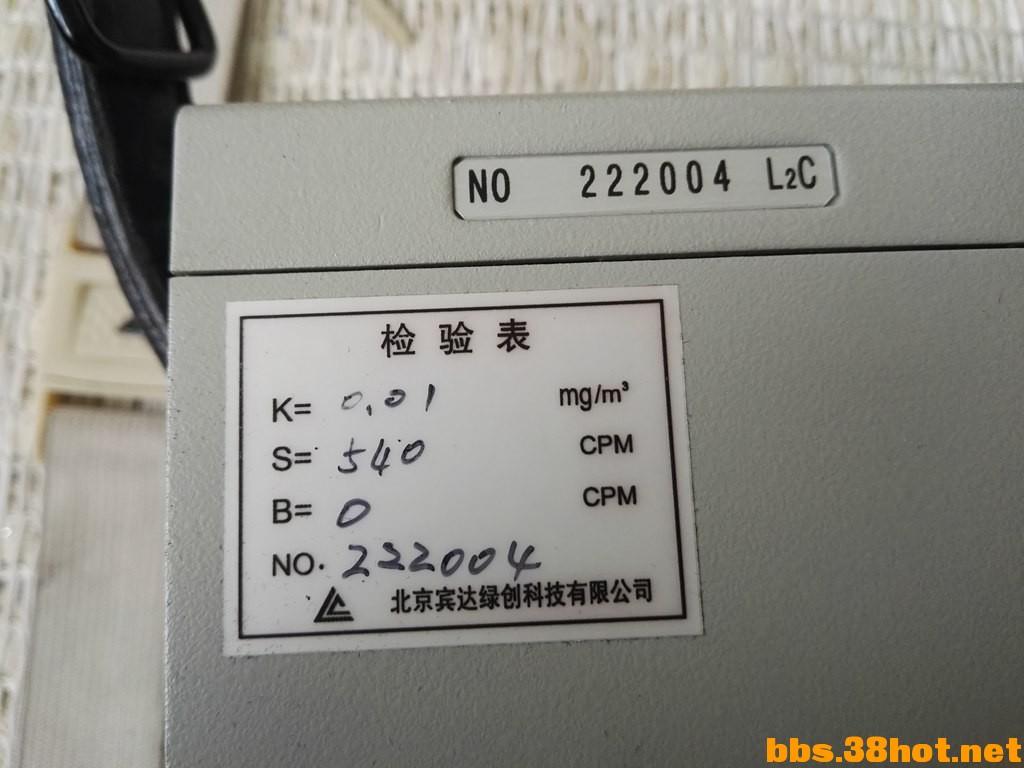 NO 222004 L₂C
检验表
K= 0.01 mg/m³
S= 540 CPM
B= 0 CPM
NO. 222004
北京宾达绿创科技有限公司
bbs.38hot.net